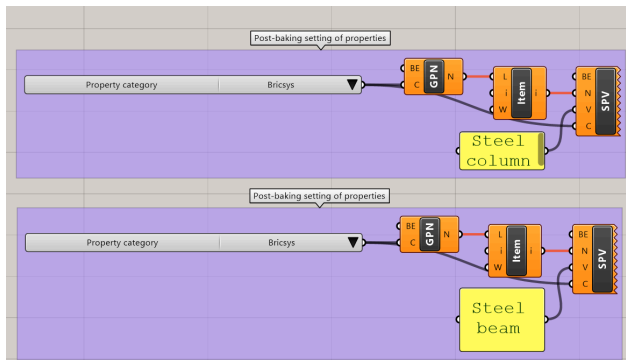 Post-baking setting of properties
Property category Bricsys
BE
C
GPN
N
L
i
W
Item
i
BE
N
V
C
SPV
Steel
column
Post-baking setting of properties
Property category Bricsys
BE
C
GPN
N
L
i
W
Item
i
BE
N
V
C
SPV
Steel
beam